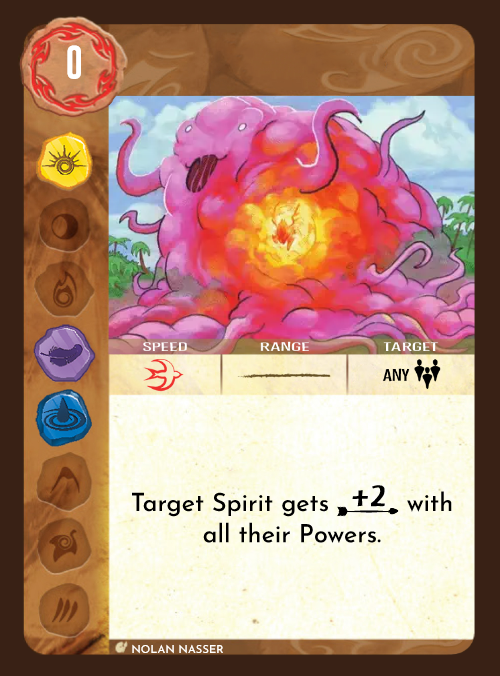 0
SPEED RANGE TARGET
ANY
Target Spirit gets +2 with
all their Powers.
NOLAN NASSER